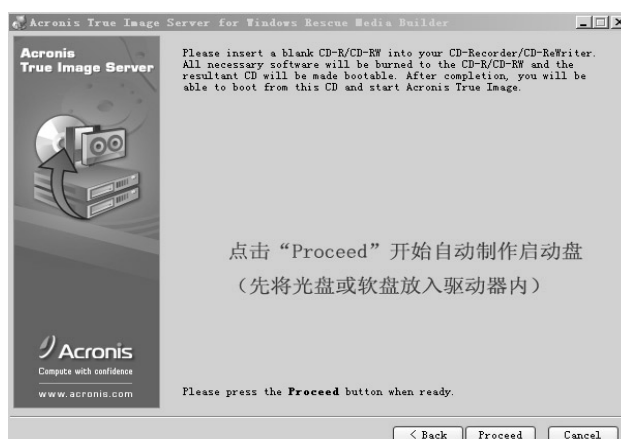 Acronis True Image Server for Windows Rescue Media Builder
Acronis
True Image Server
Please insert a blank CD-R/CD-RW into your CD-Recorder/CD-ReWriter.
All necessary software will be burned to the CD-R/CD-RW and the
resultant CD will be made bootable. After completion, you will be
able to boot from this CD and start Acronis True Image.
点击“Proceed”开始自动制作启动盘
（先将光盘或软盘放入驱动器内）
Acronis
Compute with confidence
www.acronis.com
Please press the Proceed button when ready.
< Back
Proceed
Cancel